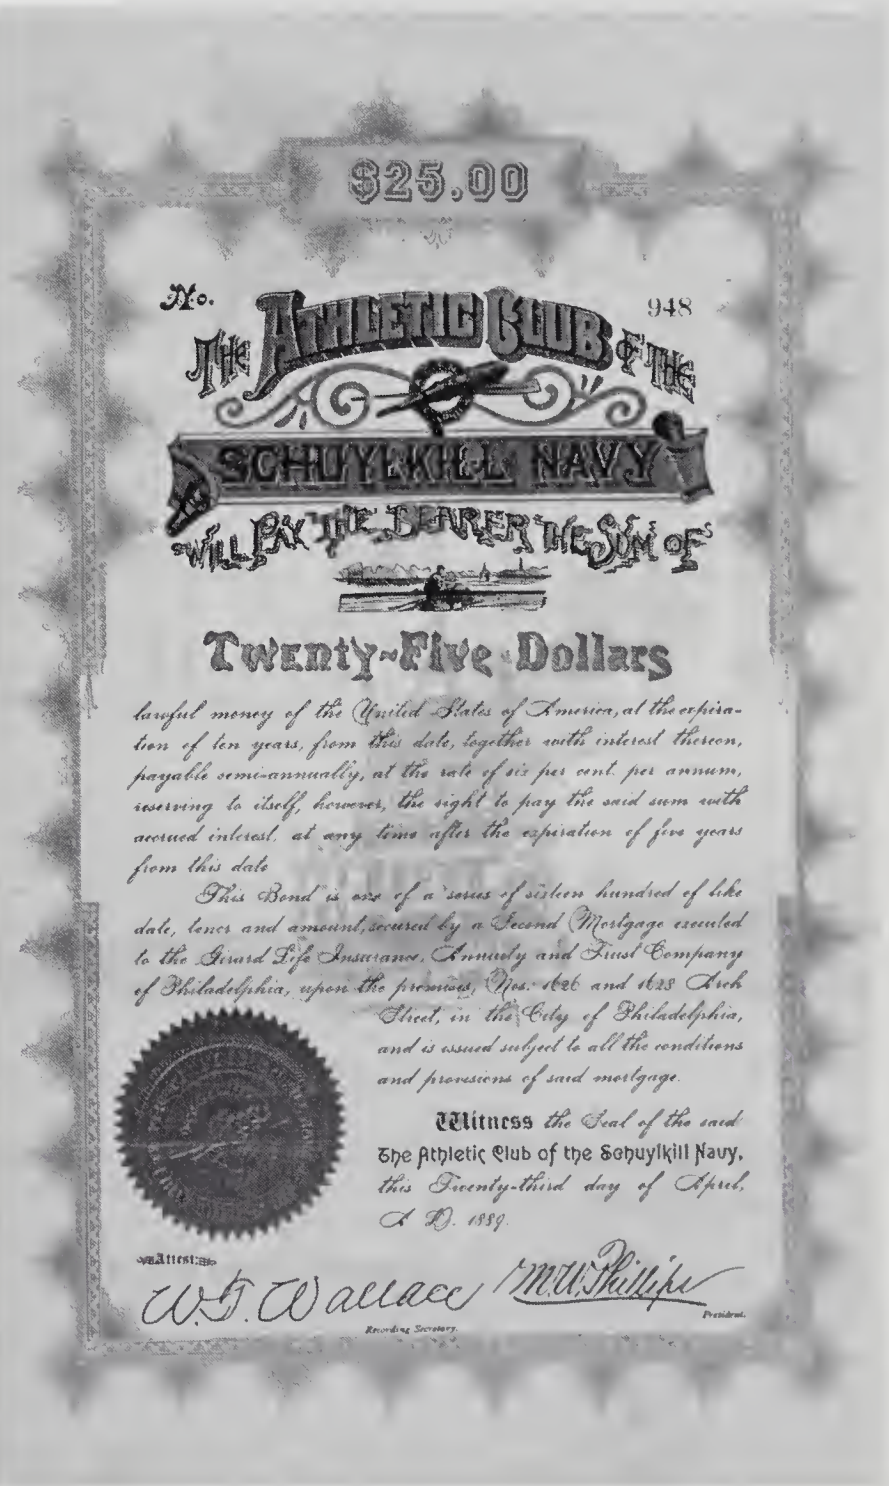 $25.00
No. 948
THE ATHLETIC CLUB OF THE
SCHUYLKILL NAVY
WILL PAY THE BEARER THE SUM OF
Twenty-Five Dollars
lawful money of the United States of America, at the expira-
tion of ten years, from this date, together with interest thereon,
payable semi-annually, at the rate of six per cent. per annum,
reserving to itself, however, the right to pay the said sum with
accrued interest, at any time after the expiration of five years
from this date
This Bond is one of a series of sixteen hundred of like
date, tenor and amount, secured by a Second Mortgage executed
to the Girard Life Insurance, Annuity and Trust Company
of Philadelphia, upon the premises, Nos. 1626 and 1628 Arch
Street, in the City of Philadelphia,
and is issued subject to all the conditions
and provisions of said mortgage.
Witness the Seal of the said
The Athletic Club of the Schuylkill Navy,
this Twenty-third day of April,
A. D. 1889.
Attest:
W. J. Wallace M. W. Phillips
President.
Recording Secretary.